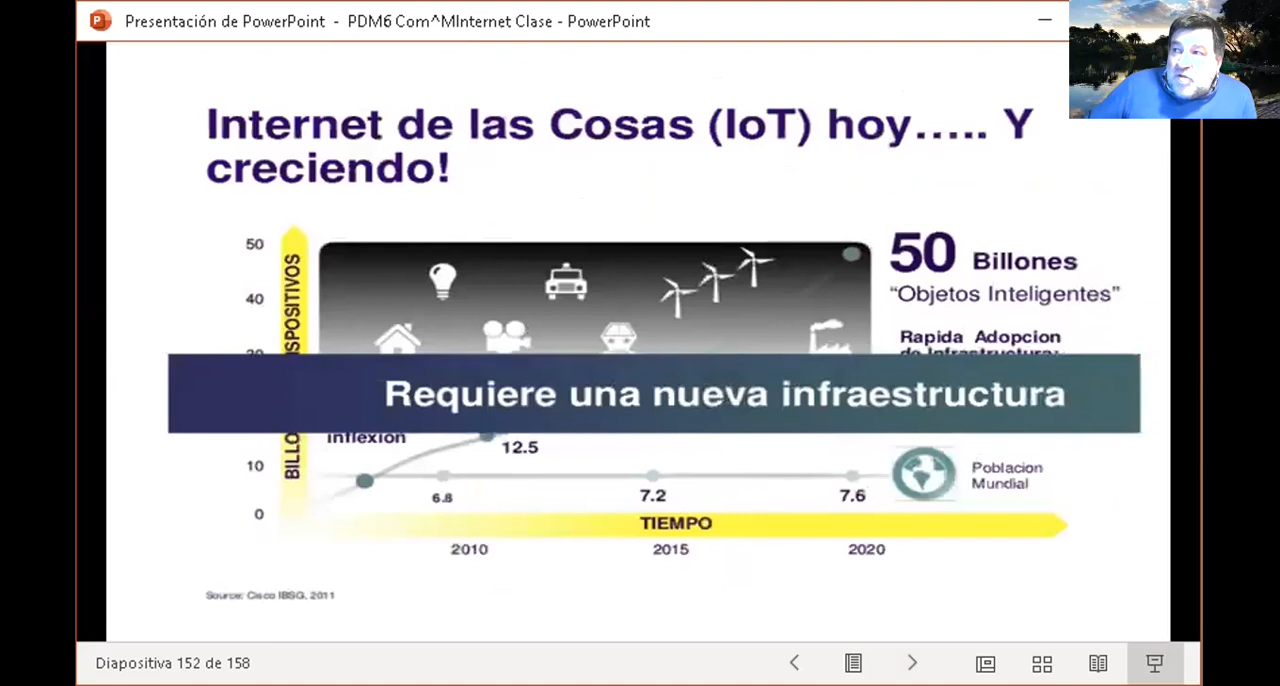 Presentación de PowerPoint - PDM6 Com^MInternet Clase - PowerPoint
Internet de las Cosas (IoT) hoy..... Y
creciendo!
50
40
10
0
50 Billones
"Objetos Inteligentes"
Rapida Adopcion
de Infrastructura:
Requiere una nueva infraestructura
inflexion
12.5
6.8
7.2
7.6
Poblacion
Mundial
TIEMPO
2010
2015
2020
Source: Cisco IBSG, 2011
Diapositiva 152 de 158